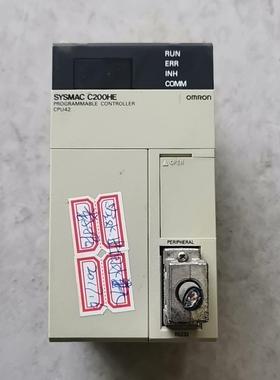 RUN
ERR
INH
COMM
SYSMAC C200HE
PROGRAMMABLE CONTROLLER
CPU42
OMRON
OPEN
PERIPHERAL